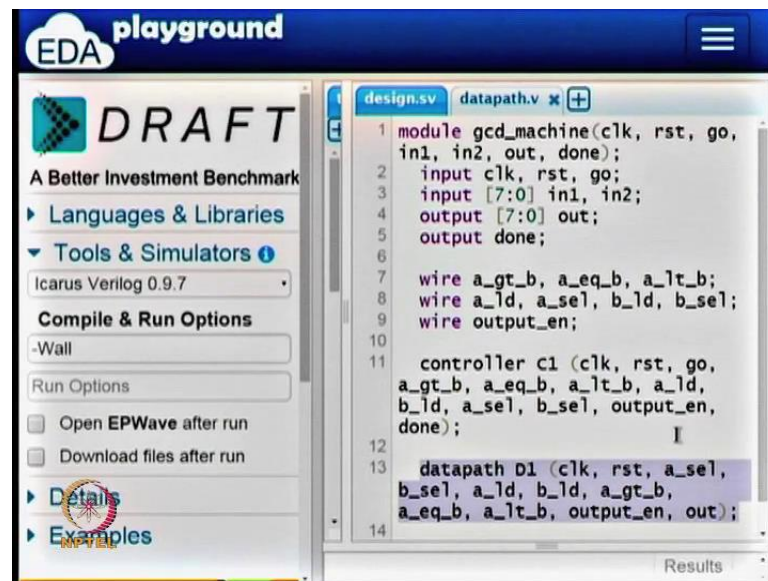 EDA playground
DRAFT
A Better Investment Benchmark
Languages & Libraries
Tools & Simulators
Icarus Verilog 0.9.7
Compile & Run Options
-Wall
Run Options
Open EPWave after run
Download files after run
Details
Examples
NPTEL
design.sv
datapath.v
1 module gcd_machine(clk, rst, go,
in1, in2, out, done);
2 input clk, rst, go;
3 input [7:0] in1, in2;
4 output [7:0] out;
5 output done;
6
7 wire a_gt_b, a_eq_b, a_lt_b;
8 wire a_ld, a_sel, b_ld, b_sel;
9 wire output_en;
10
11 controller C1 (clk, rst, go,
a_gt_b, a_eq_b, a_lt_b, a_ld,
b_ld, a_sel, b_sel, output_en,
done);
12
13 datapath D1 (clk, rst, a_sel,
b_sel, a_ld, b_ld, a_gt_b,
a_eq_b, a_lt_b, output_en, out);
14
Results